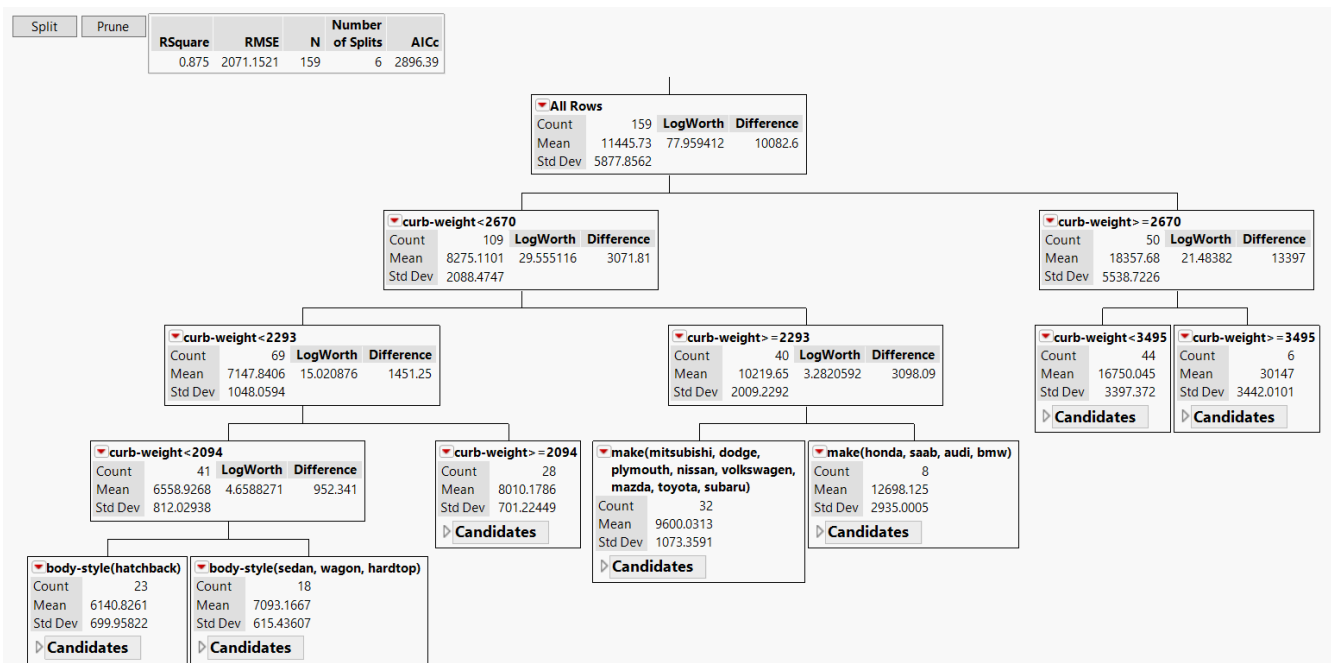 Split Prune
RSquare RMSE N Number of Splits AICc
0.875 2071.1521 159 6 2896.39
All Rows
Count 159 LogWorth Difference
Mean 11445.73 77.959412 10082.6
Std Dev 5877.8562
curb-weight<2670
Count 109 LogWorth Difference
Mean 8275.1101 29.555116 3071.81
Std Dev 2088.4747
curb-weight>=2670
Count 50 LogWorth Difference
Mean 18357.68 21.48382 13397
Std Dev 5538.7226
curb-weight<2293
Count 69 LogWorth Difference
Mean 7147.8406 15.020876 1451.25
Std Dev 1048.0594
curb-weight>=2293
Count 40 LogWorth Difference
Mean 10219.65 3.2820592 3098.09
Std Dev 2009.2292
curb-weight<3495
Count 44
Mean 16750.045
Std Dev 3397.372
Candidates
curb-weight>=3495
Count 6
Mean 30147
Std Dev 3442.0101
Candidates
curb-weight<2094
Count 41 LogWorth Difference
Mean 6558.9268 4.6588271 952.341
Std Dev 812.02938
curb-weight>=2094
Count 28
Mean 8010.1786
Std Dev 701.22449
Candidates
make(mitsubishi, dodge,
plymouth, nissan, volkswagen,
mazda, toyota, subaru)
Count 32
Mean 9600.0313
Std Dev 1073.3591
Candidates
make(honda, saab, audi, bmw)
Count 8
Mean 12698.125
Std Dev 2935.0005
Candidates
body-style(hatchback)
Count 23
Mean 6140.8261
Std Dev 699.95822
Candidates
body-style(sedan, wagon, hardtop)
Count 18
Mean 7093.1667
Std Dev 615.43607
Candidates